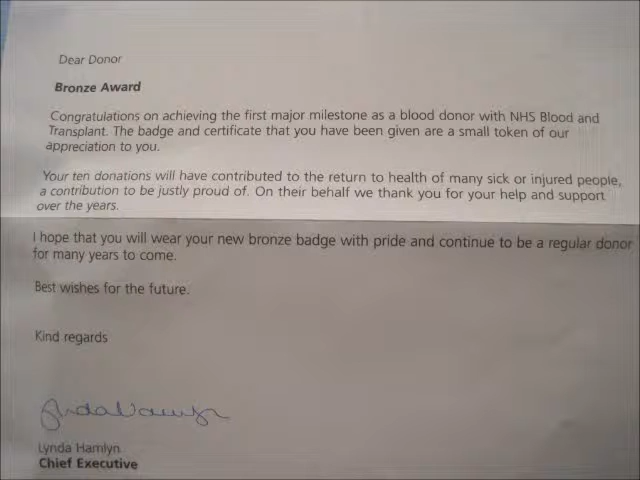 Dear Donor
Bronze Award
Congratulations on achieving the first major milestone as a blood donor with NHS Blood and
Transplant. The badge and certificate that you have been given are a small token of our
appreciation to you.
Your ten donations will have contributed to the return to health of many sick or injured people,
a contribution to be justly proud of. On their behalf we thank you for your help and support
over the years.
I hope that you will wear your new bronze badge with pride and continue to be a regular donor
for many years to come.
Best wishes for the future.
Kind regards
Lynda Hamlyn
Chief Executive